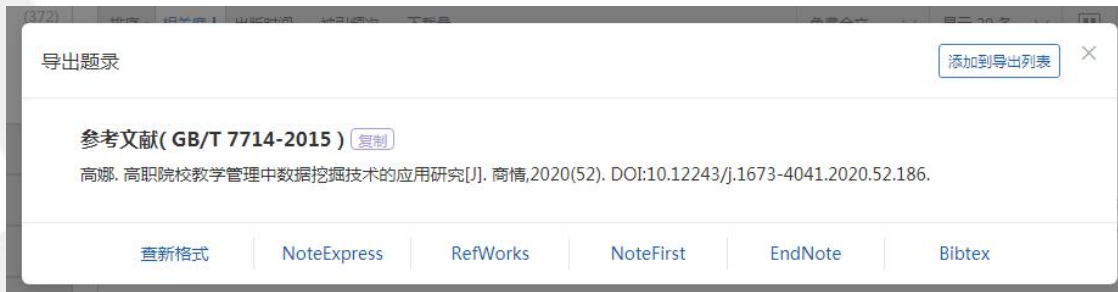 (372)
导出题录
添加到导出列表
参考文献( GB/T 7714-2015 ) 复制
高娜. 高职院校教学管理中数据挖掘技术的应用研究[J]. 商情,2020(52). DOI:10.12243/j.1673-4041.2020.52.186.
查新格式 NoteExpress RefWorks NoteFirst EndNote Bibtex